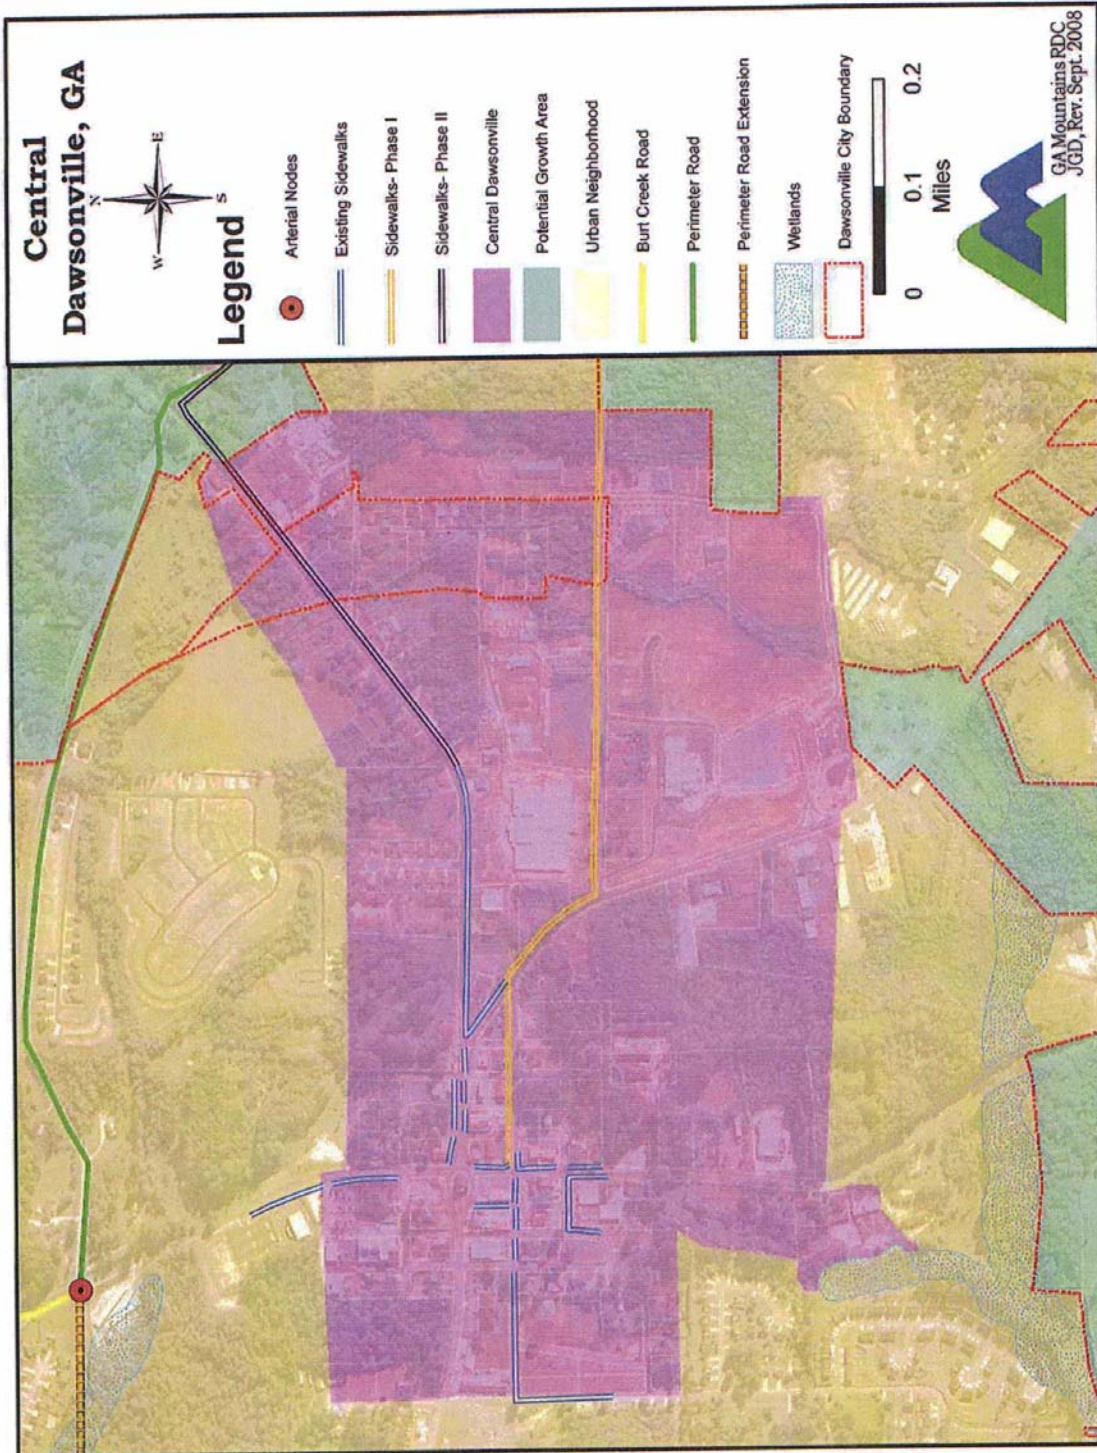 Central
Dawsonville, GA
N
W
E
S
Legend
Arterial Nodes
Existing Sidewalks
Sidewalks- Phase I
Sidewalks- Phase II
Central Dawsonville
Potential Growth Area
Urban Neighborhood
Burt Creek Road
Perimeter Road
Perimeter Road Extension
Wetlands
Dawsonville City Boundary
0 0.1 0.2
Miles
GA Mountains RDC
JGD, Rev. Sept. 2008